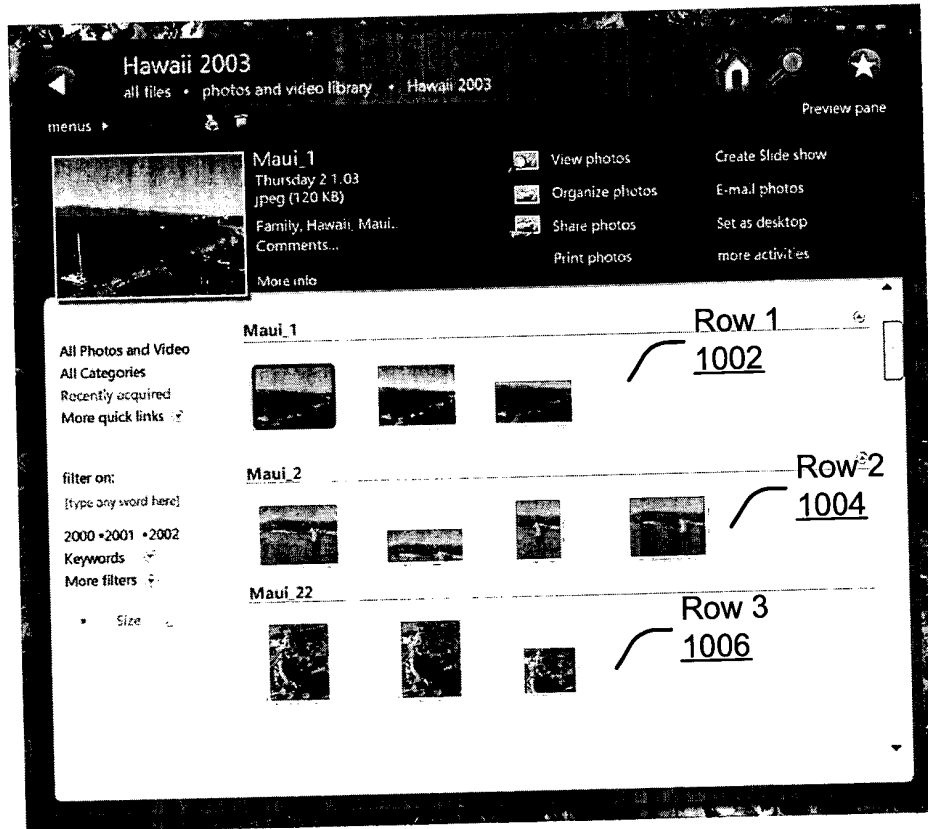 Hawaii 2003
all files • photos and video library • Hawaii 2003
Preview pane
menus
Maui_1
Thursday 2.1.03
jpeg (120 KB)
Family, Hawaii, Maui..
Comments...
More info
View photos
Organize photos
Share photos
Print photos
Create Slide show
E-mail photos
Set as desktop
more activities
All Photos and Video
All Categories
Recently acquired
More quick links
filter on:
[type any word here]
2000 •2001 •2002
Keywords
More filters
Size
Maui_1
Row 1
1002
Maui_2
Row 2
1004
Maui_22
Row 3
1006